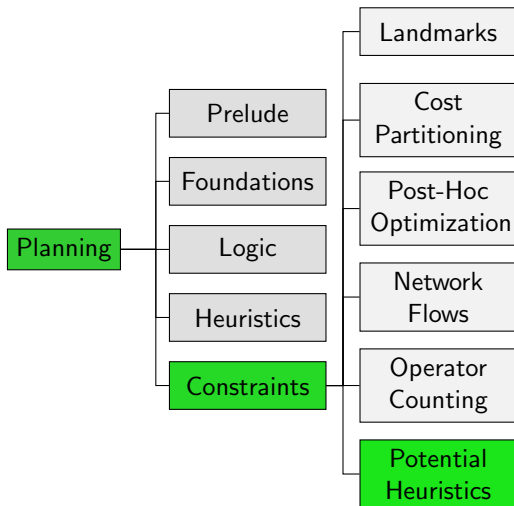 Planning
Prelude
Foundations
Logic
Heuristics
Constraints
Landmarks
Cost
Partitioning
Post-Hoc
Optimization
Network
Flows
Operator
Counting
Potential
Heuristics